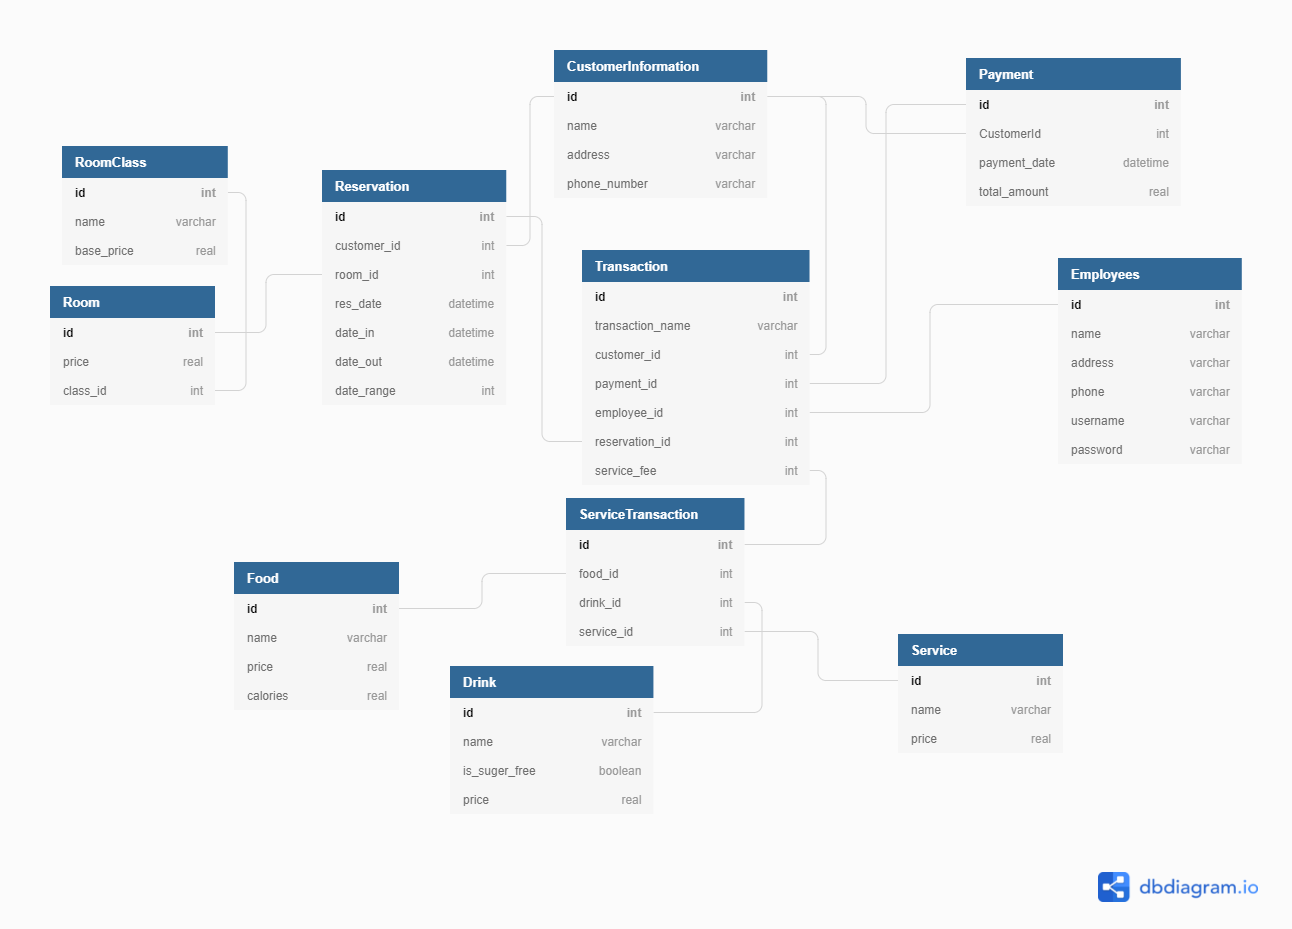 CustomerInformation
id int
name varchar
address varchar
phone_number varchar
Payment
id int
CustomerId int
payment_date datetime
total_amount real
RoomClass
id int
name varchar
base_price real
Reservation
id int
customer_id int
room_id int
res_date datetime
date_in datetime
date_out datetime
date_range int
Transaction
id int
transaction_name varchar
customer_id int
payment_id int
employee_id int
reservation_id int
service_fee int
Employees
id int
name varchar
address varchar
phone varchar
username varchar
password varchar
Room
id int
price real
class_id int
ServiceTransaction
id int
food_id int
drink_id int
service_id int
Food
id int
name varchar
price real
calories real
Service
id int
name varchar
price real
Drink
id int
name varchar
is_suger_free boolean
price real
dbdiagram.io